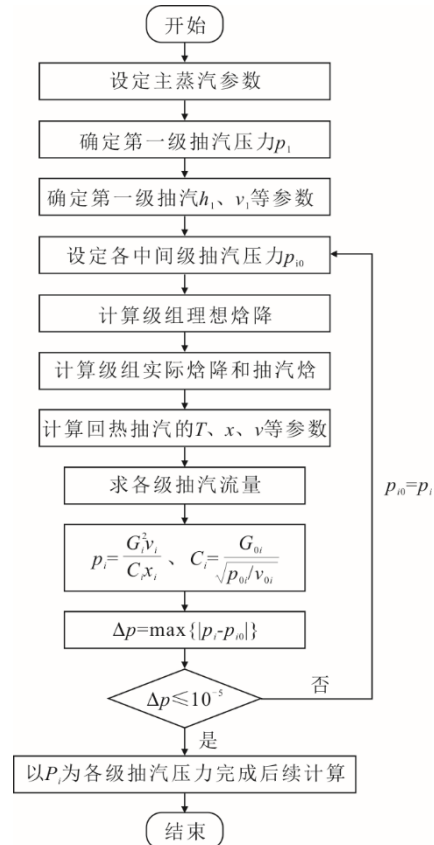 开始
设定主蒸汽参数
确定第一级抽汽压力p₁
确定第一级抽汽h₁、v₁等参数
设定各中间级抽汽压力pᵢ₀
计算级组理想焓降
计算级组实际焓降和抽汽焓
计算回热抽汽的T、x、v等参数
pᵢ₀=pᵢ
求各级抽汽流量
pᵢ=Gᵢ²vᵢ/Cᵢxᵢ、Cᵢ=G₀ᵢ/√p₀ᵢ/v₀ᵢ
Δp=max{|pᵢ-pᵢ₀|}
Δp≤10⁻⁵
否
是
以Pᵢ为各级抽汽压力完成后续计算
结束